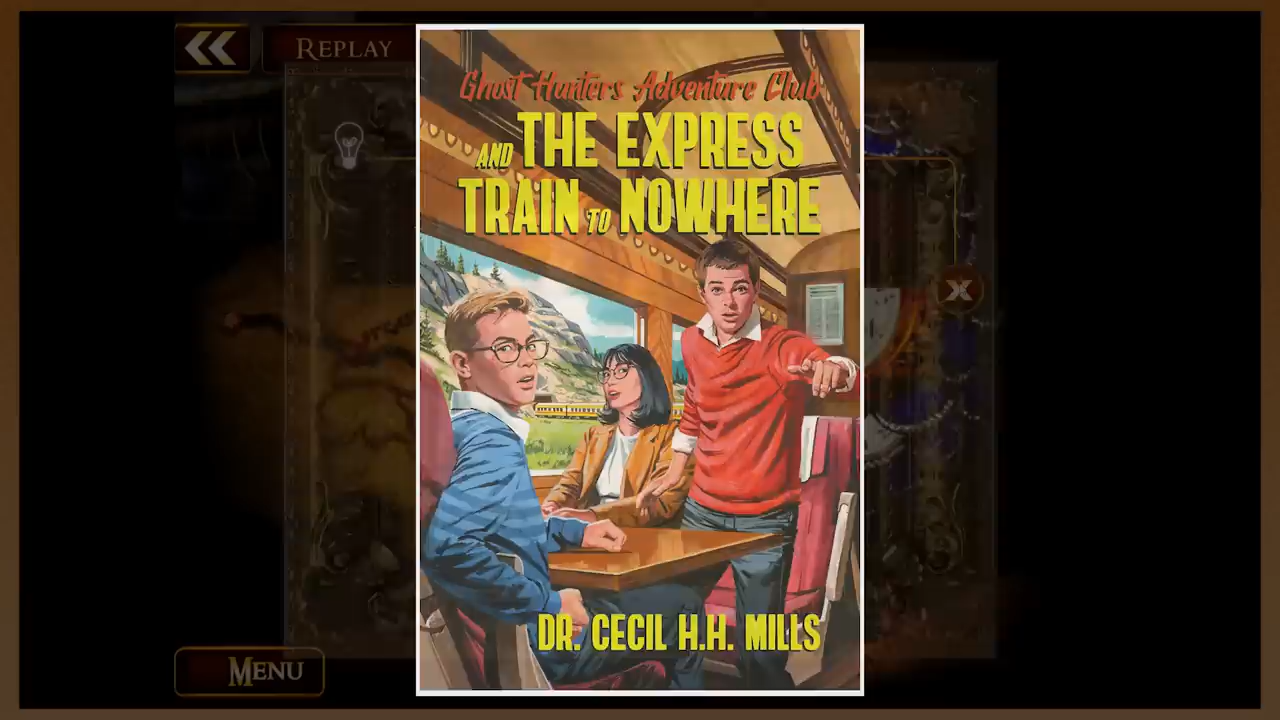 REPLAY
Ghost Hunters Adventure Club
AND THE EXPRESS
TRAIN TO NOWHERE
DR. CECIL H.H. MILLS
MENU